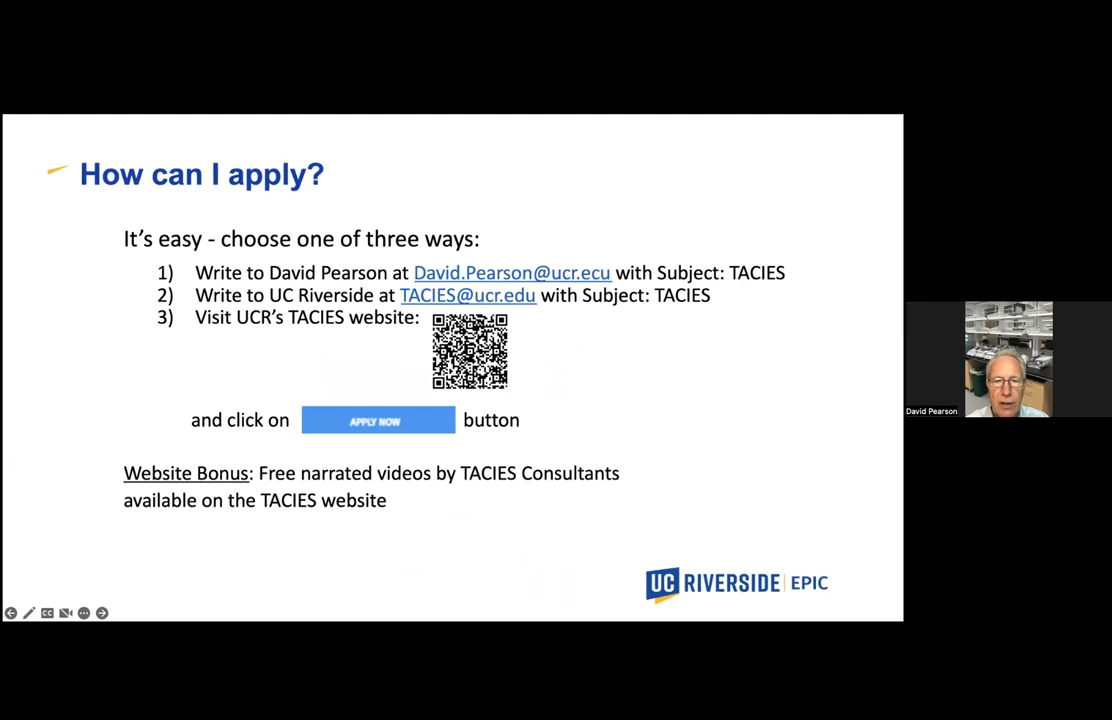 How can I apply?
It's easy - choose one of three ways:
1) Write to David Pearson at David.Pearson@ucr.ecu with Subject: TACIES
2) Write to UC Riverside at TACIES@ucr.edu with Subject: TACIES
3) Visit UCR's TACIES website:
and click on APPLY NOW button
Website Bonus: Free narrated videos by TACIES Consultants
available on the TACIES website
UC RIVERSIDE EPIC
CC
David Pearson